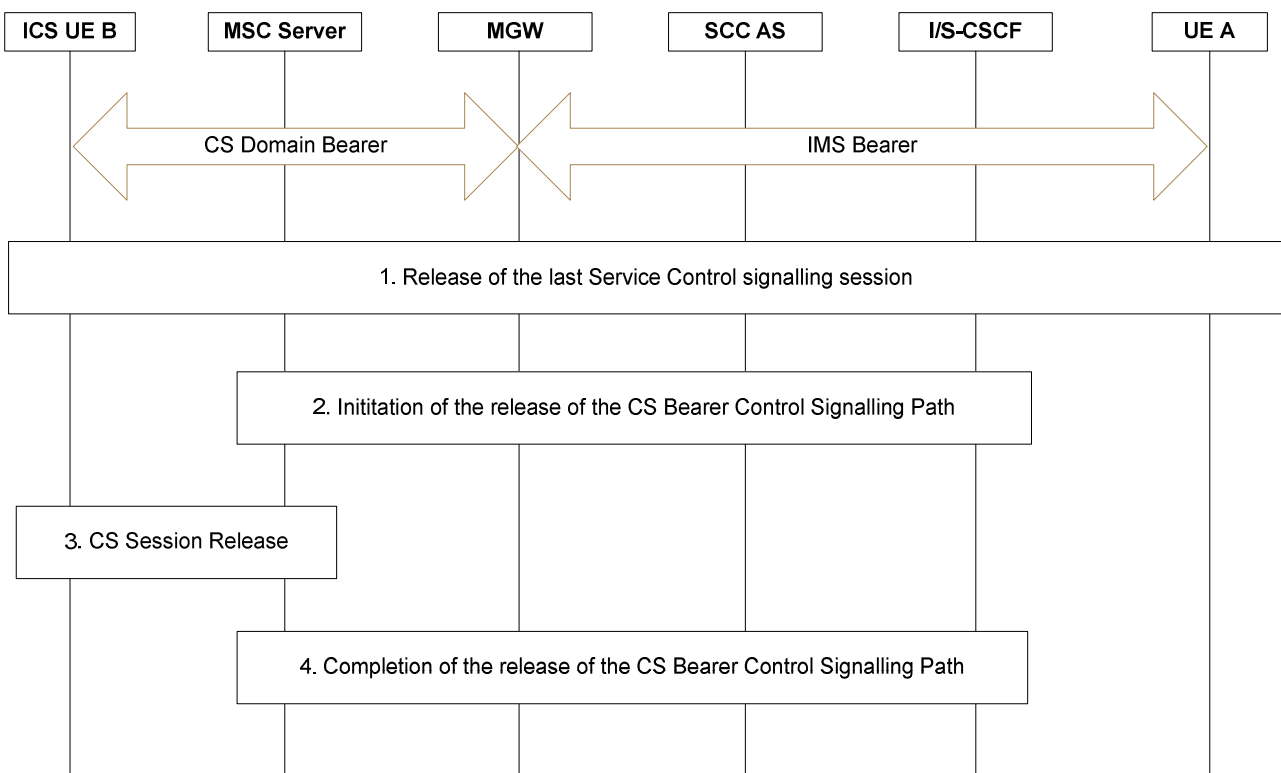 ICS UE B
MSC Server
MGW
SCC AS
I/S-CSCF
UE A
CS Domain Bearer
IMS Bearer
1. Release of the last Service Control signalling session
2. Inititation of the release of the CS Bearer Control Signalling Path
3. CS Session Release
4. Completion of the release of the CS Bearer Control Signalling Path